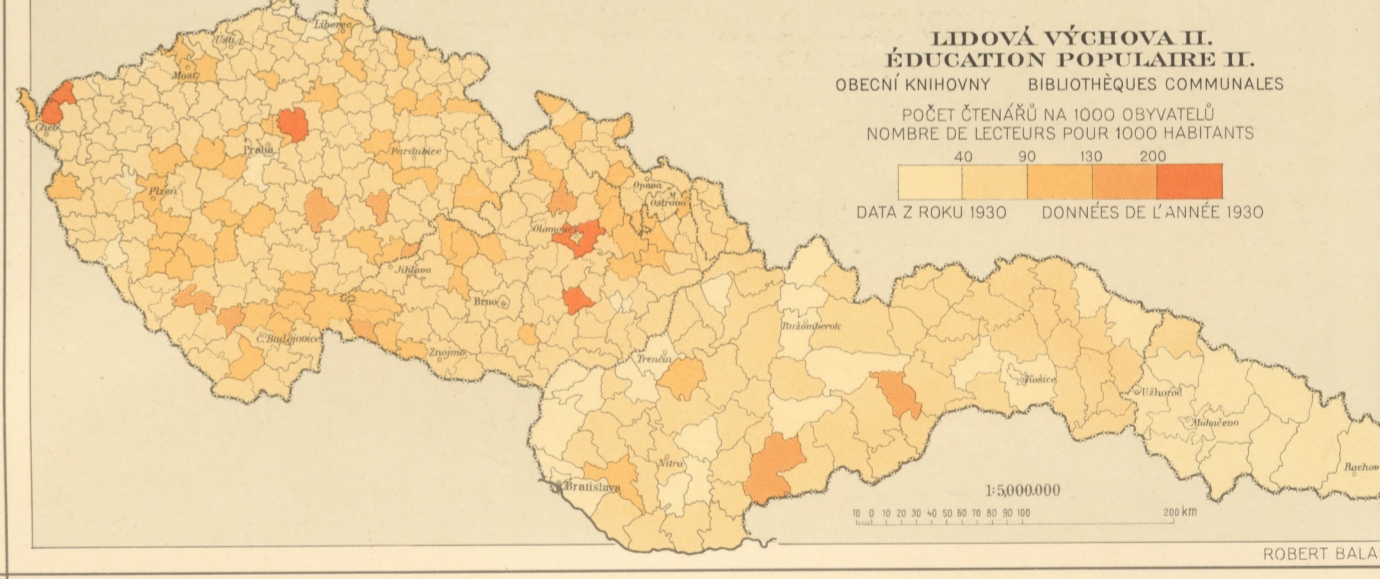 LIDOVÁ VÝCHOVA II.
ÉDUCATION POPULAIRE II.
OBECNÍ KNIHOVNY BIBLIOTHÈQUES COMMUNALES
POČET ČTENÁŘŮ NA 1000 OBYVATELŮ
NOMBRE DE LECTEURS POUR 1000 HABITANTS
40 90 130 200
DATA Z ROKU 1930 DONNÉES DE L'ANNÉE 1930
Liberec
Ústí n. L.
Most
Cheb
Praha
Pardubice
Plzeň
Opava
Ostrava
Olomouc
Jihlava
Brno
Č. Budějovice
Znojmo
Ružomberok
Trenčín
Košice
Užhorod
Mukačevo
Nitra
Rachov
Bratislava
1:5,000.000
10 0 10 20 30 40 50 60 70 80 90 100 200 km
ROBERT BALA